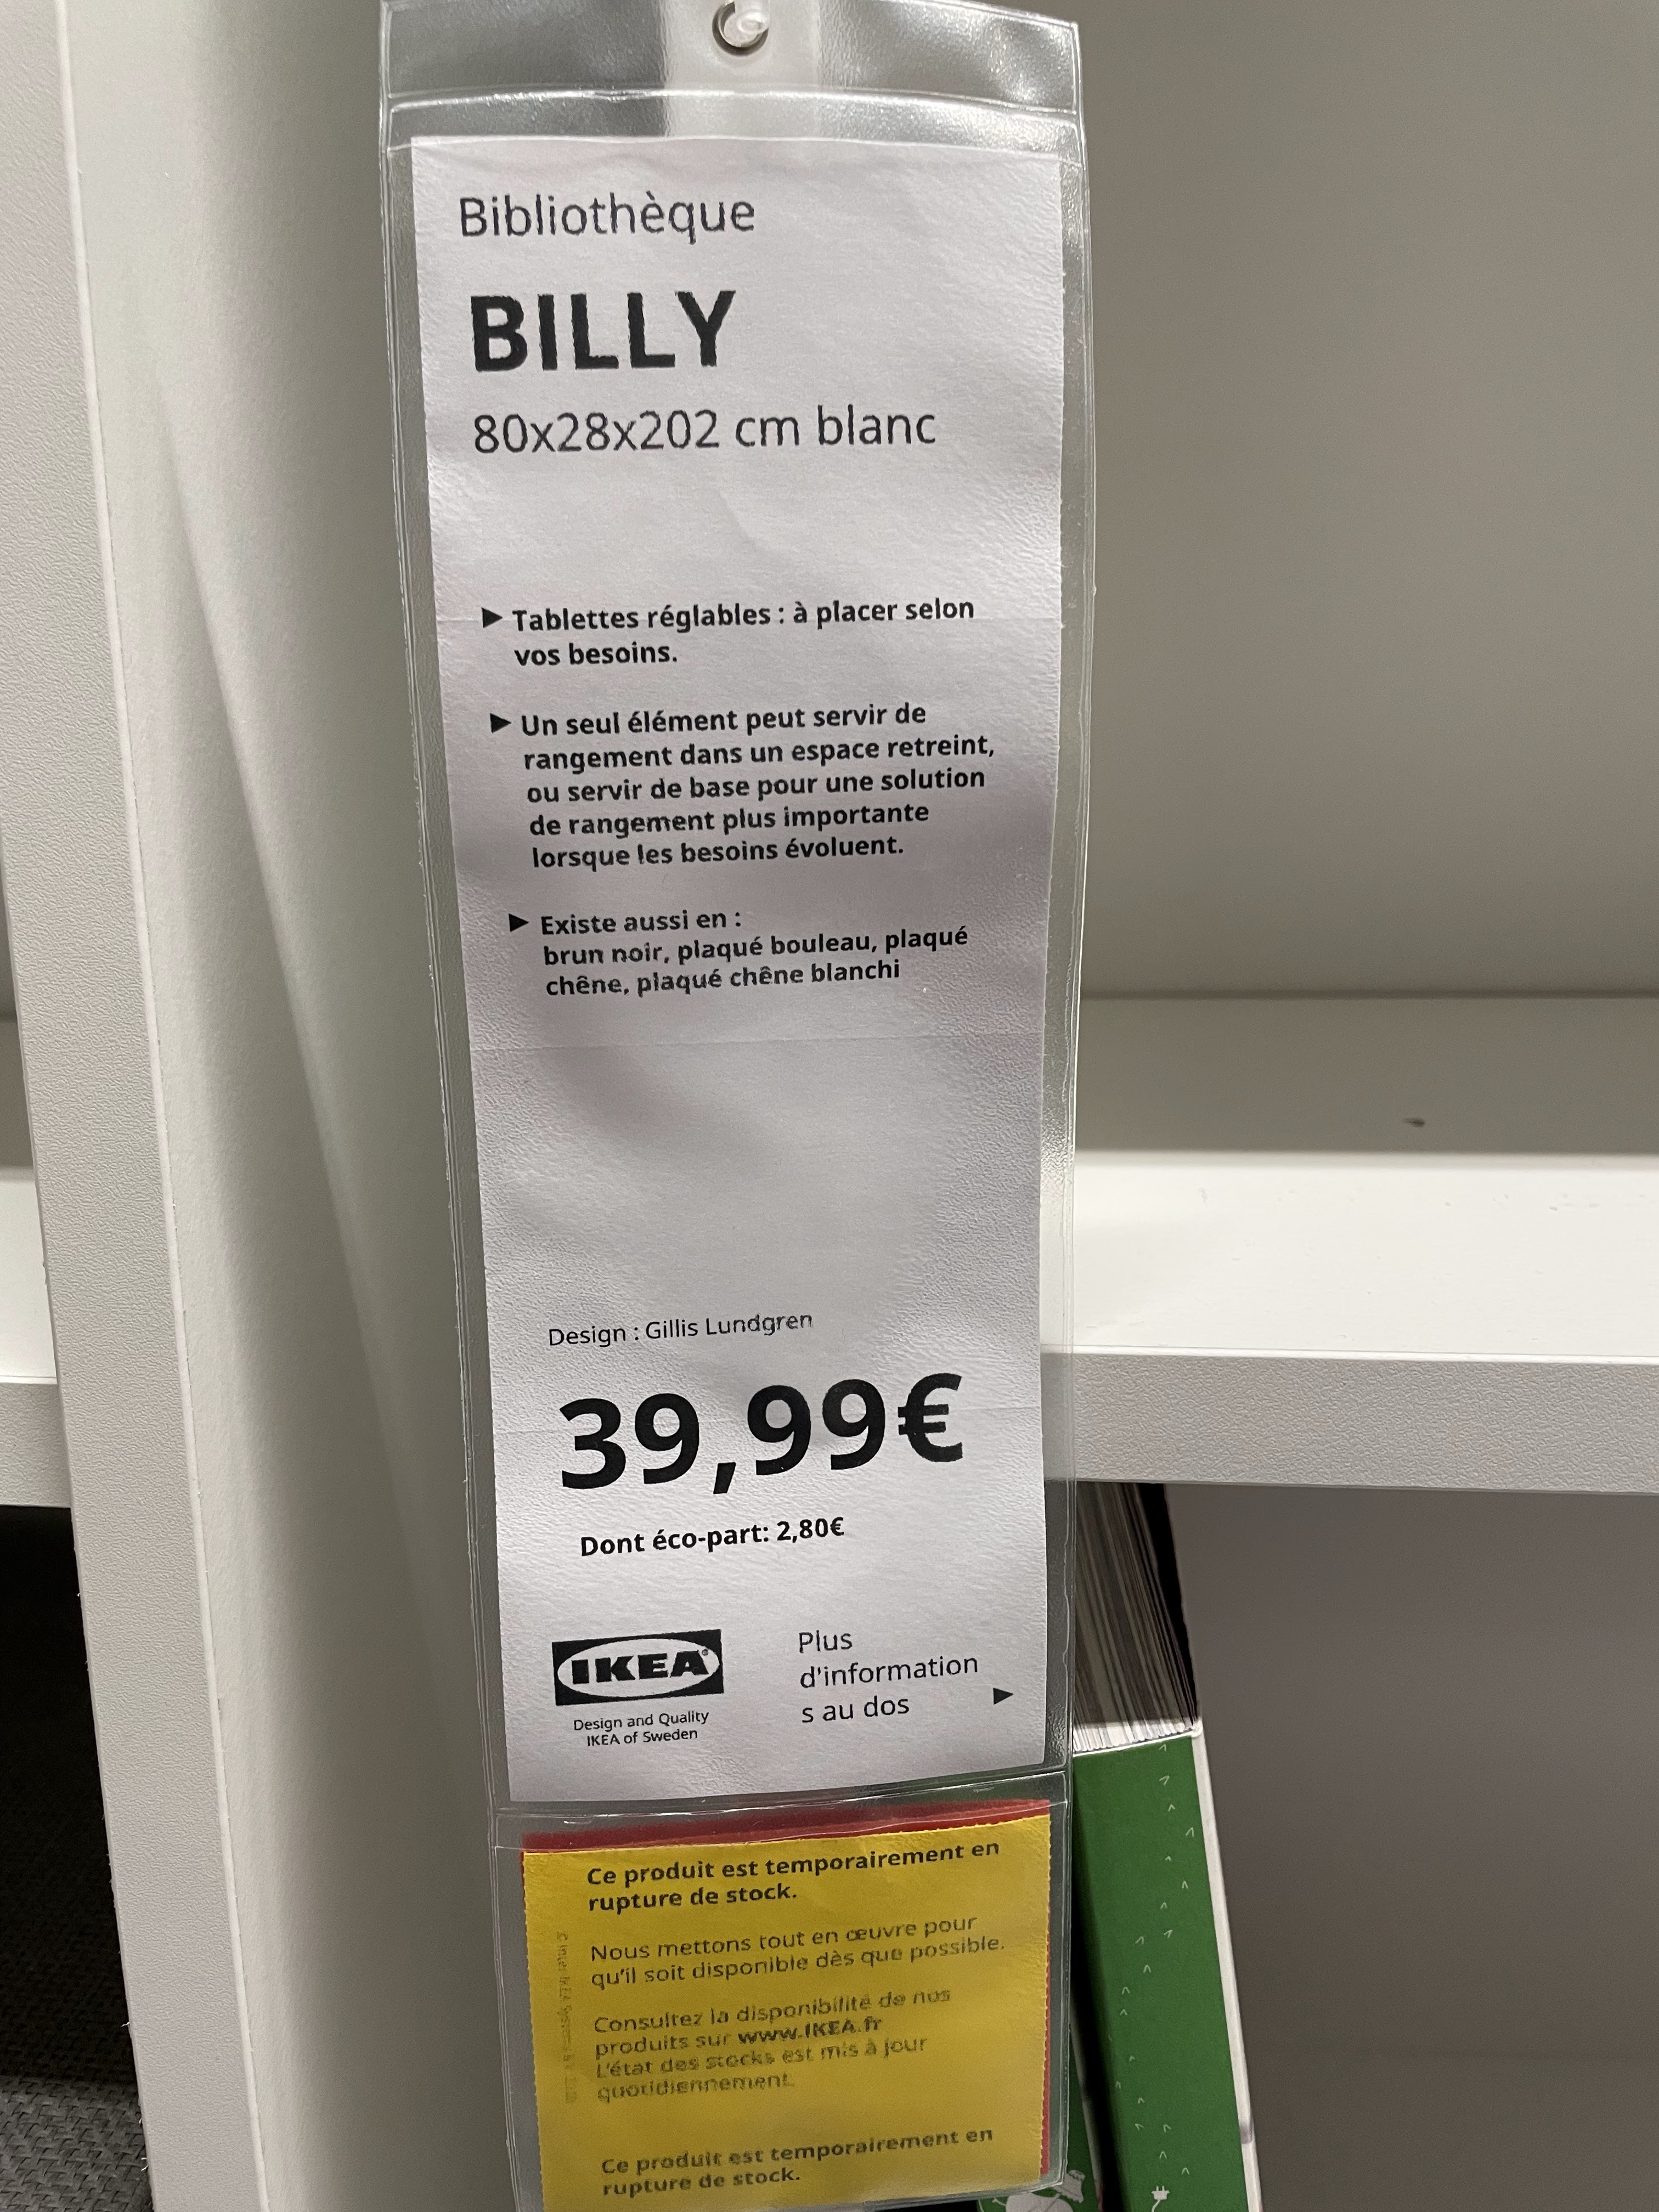 Bibliothèque
BILLY
80x28x202 cm blanc
► Tablettes réglables : à placer selon
vos besoins.
► Un seul élément peut servir de
rangement dans un espace retreint,
ou servir de base pour une solution
de rangement plus importante
lorsque les besoins évoluent.
► Existe aussi en :
brun noir, plaqué bouleau, plaqué
chêne, plaqué chêne blanchi
Design : Gillis Lundgren
39,99€
Dont éco-part: 2,80€
IKEA®
Design and Quality
IKEA of Sweden
Plus
d'information
s au dos ►
Ce produit est temporairement en
rupture de stock.
Nous mettons tout en œuvre pour
qu'il soit disponible dès que possible.
Consultez la disponibilité de nos
produits sur www.IKEA.fr
L'état des stocks est mis à jour
quotidiennement.
Ce produit est temporairement en
rupture de stock.
© Inter IKEA Systems